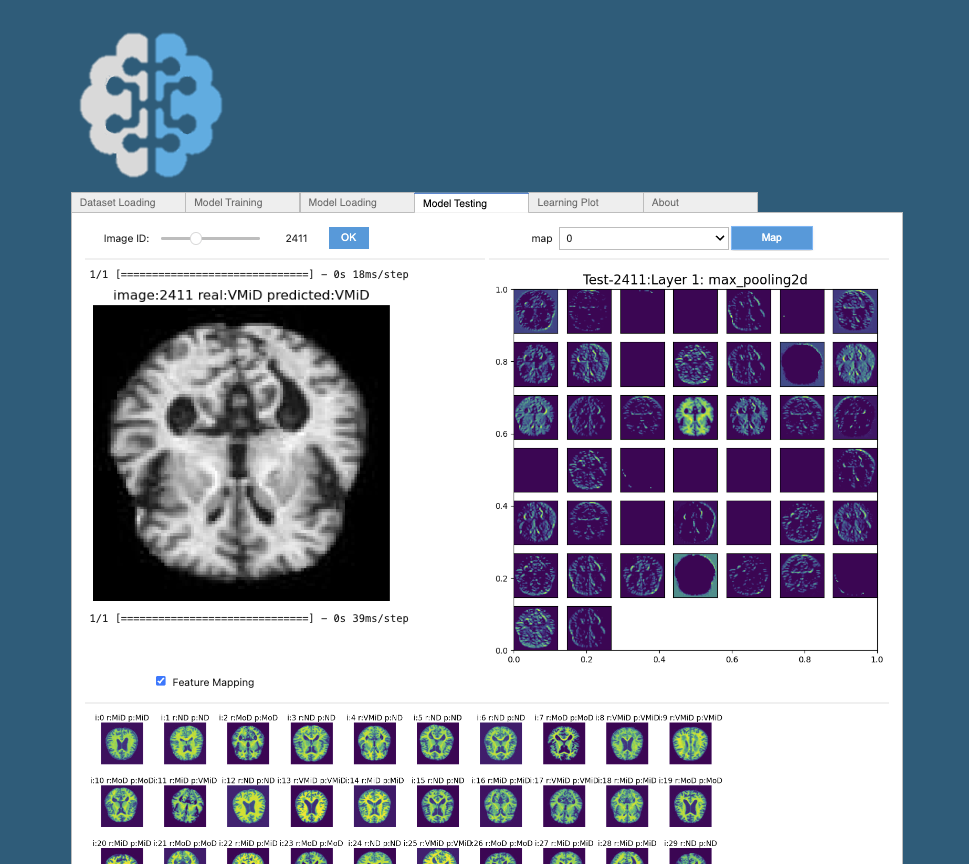 Dataset Loading Model Training Model Loading Model Testing Learning Plot About
Image ID: 2411 OK map 0 Map
1/1 [==============================] - 0s 18ms/step
image:2411 real:VMiD predicted:VMiD
Test-2411:Layer 1: max_pooling2d
1.0
0.8
0.6
0.4
0.2
0.0
0.0 0.2 0.4 0.6 0.8 1.0
1/1 [==============================] - 0s 39ms/step
Feature Mapping
i:0 r:MiD p:MiD i:1 r:ND p:ND i:2 r:MoD p:MoD i:3 r:ND p:ND i:4 r:VMiD p:ND i:5 r:ND p:ND i:6 r:ND p:ND i:7 r:MoD p:MoD i:8 r:VMiD p:VMiD i:9 r:VMiD p:VMiD
i:10 r:MoD p:MoD i:11 r:MiD p:VMiD i:12 r:ND p:ND i:13 r:VMiD p:VMiD i:14 r:MiD p:MiD i:15 r:ND p:ND i:16 r:MiD p:MiD i:17 r:VMiD p:VMiD i:18 r:MiD p:MiD i:19 r:MoD p:MoD
i:20 r:MiD p:MiD i:21 r:MoD p:MoD i:22 r:MiD p:MiD i:23 r:MoD p:MoD i:24 r:ND p:ND i:25 r:VMiD p:VMiD i:26 r:MoD p:MoD i:27 r:MiD p:MiD i:28 r:MiD p:MiD i:29 r:ND p:ND